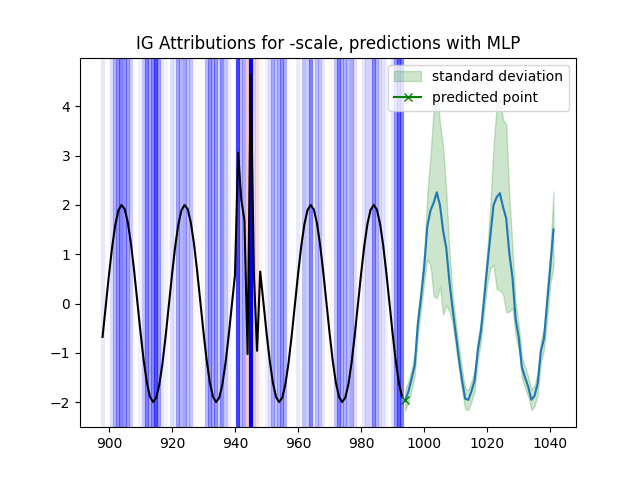 IG Attributions for -scale, predictions with MLP
standard deviation
predicted point
4
3
2
1
0
−1
−2
900 920 940 960 980 1000 1020 1040